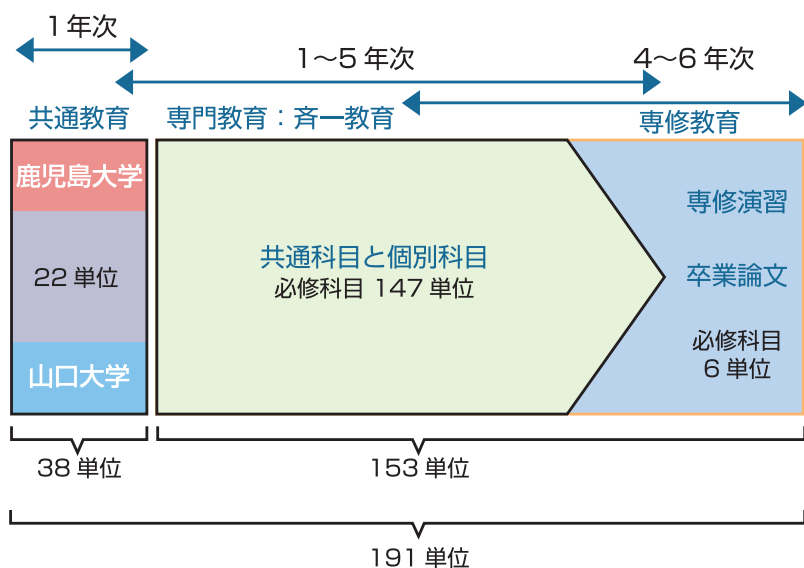 1年次
1～5年次
4～6年次
共通教育
専門教育：斉一教育
専修教育
鹿児島大学
22単位
山口大学
共通科目と個別科目
必修科目 147単位
専修演習
卒業論文
必修科目
6単位
38単位
153単位
191単位